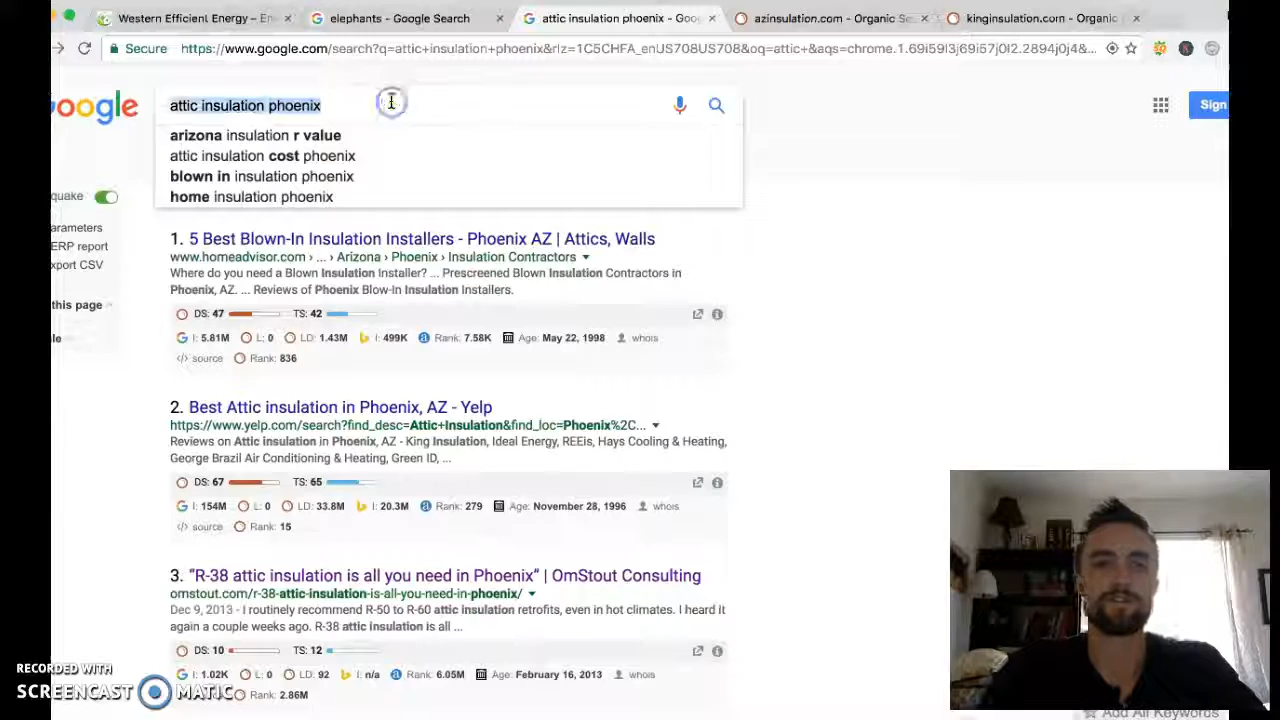 Western Efficient Energy – En
elephants - Google Search
attic insulation phoenix - Goo
azinsulation.com - Organic Se
kinginsulation.com - Organic
Secure
https://www.google.com/search?q=attic+insulation+phoenix&rlz=1C5CHFA_enUS708US708&oq=attic+&aqs=chrome.1.69i59l3j69i57j0l2.2894j0j4&...
oogle
attic insulation phoenix
Sign
arizona insulation r value
attic insulation cost phoenix
blown in insulation phoenix
home insulation phoenix
quake
arameters
ERP report
xport CSV
this page
le
1. 5 Best Blown-In Insulation Installers - Phoenix AZ | Attics, Walls
www.homeadvisor.com › ... › Arizona › Phoenix › Insulation Contractors
Where do you need a Blown Insulation Installer? ... Prescreened Blown Insulation Contractors in
Phoenix, AZ. ... Reviews of Phoenix Blow-In Insulation Installers.
DS: 47 TS: 42
I: 5.81M L: 0 LD: 1.43M I: 499K Rank: 7.58K Age: May 22, 1998 whois
source Rank: 836
2. Best Attic insulation in Phoenix, AZ - Yelp
https://www.yelp.com/search?find_desc=Attic+Insulation&find_loc=Phoenix%2C...
Reviews on Attic insulation in Phoenix, AZ - King Insulation, Ideal Energy, REEis, Hays Cooling & Heating,
George Brazil Air Conditioning & Heating, Green ID, ...
DS: 67 TS: 65
I: 154M L: 0 LD: 33.8M I: 20.3M Rank: 279 Age: November 28, 1996 whois
source Rank: 15
3. “R-38 attic insulation is all you need in Phoenix” | OmStout Consulting
omstout.com/r-38-attic-insulation-is-all-you-need-in-phoenix/
Dec 9, 2013 - I routinely recommend R-50 to R-60 attic insulation retrofits, even in hot climates. I heard it
again a couple weeks ago. R-38 attic insulation is all ...
DS: 10 TS: 12
I: 1.02K L: 0 LD: 92 I: n/a Rank: 6.05M Age: February 16, 2013 whois
Rank: 2.86M
RECORDED WITH
SCREENCAST MATIC
Add All Keywords